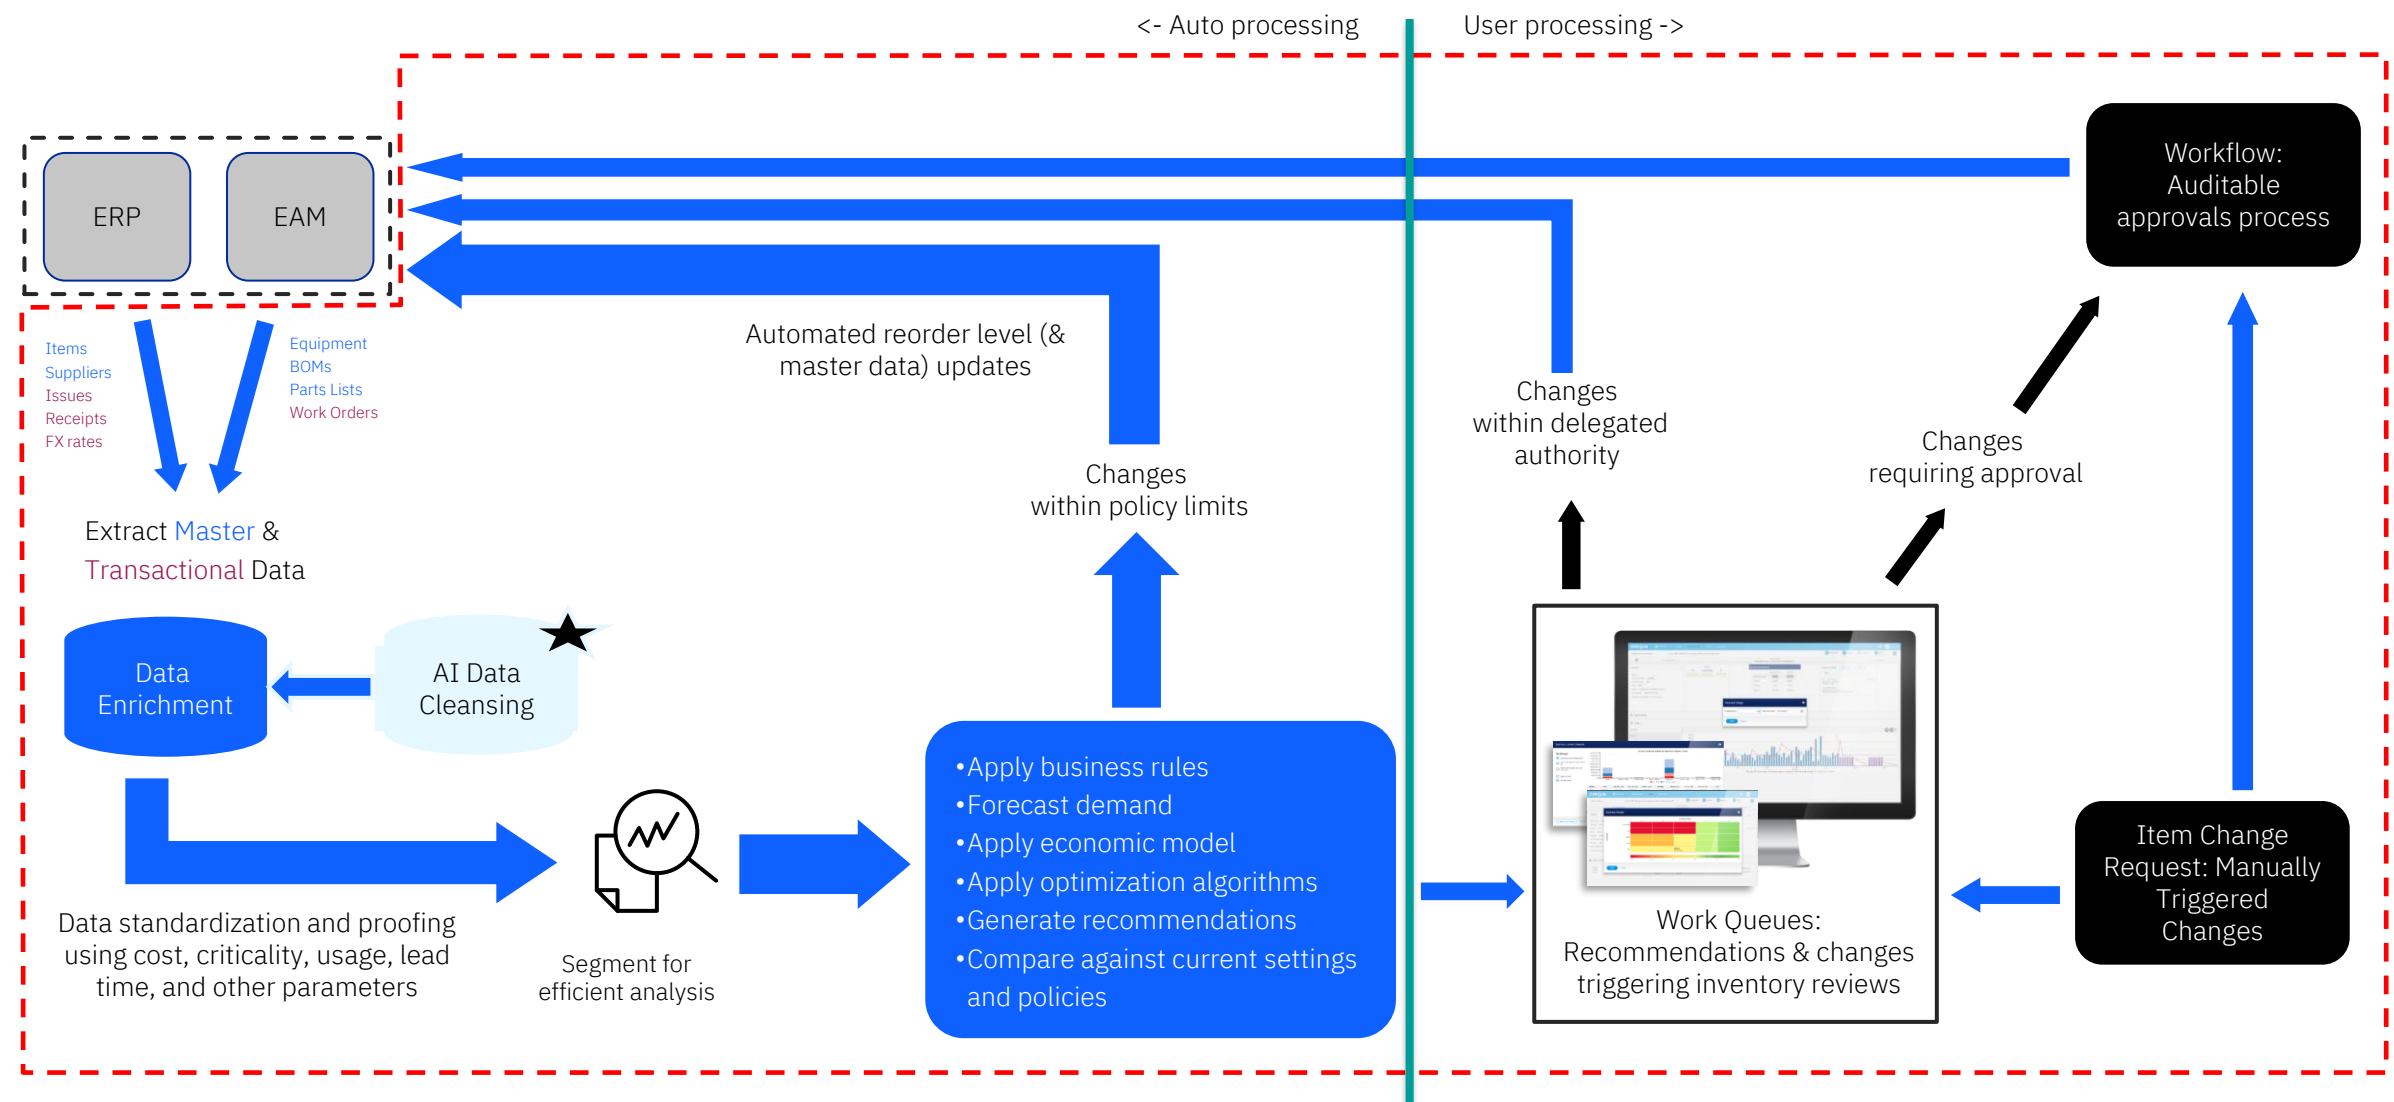 <- Auto processing
User processing ->
ERP
EAM
Workflow:
Auditable
approvals process
Items
Suppliers
Issues
Receipts
FX rates
Equipment
BOMs
Parts Lists
Work Orders
Automated reorder level (&
master data) updates
Changes
within delegated
authority
Changes
requiring approval
Changes
within policy limits
Extract Master &
Transactional Data
Data
Enrichment
AI Data
Cleansing
Data standardization and proofing
using cost, criticality, usage, lead
time, and other parameters
Segment for
efficient analysis
•Apply business rules
•Forecast demand
•Apply economic model
•Apply optimization algorithms
•Generate recommendations
•Compare against current settings
and policies
Work Queues:
Recommendations & changes
triggering inventory reviews
Item Change
Request: Manually
Triggered
Changes